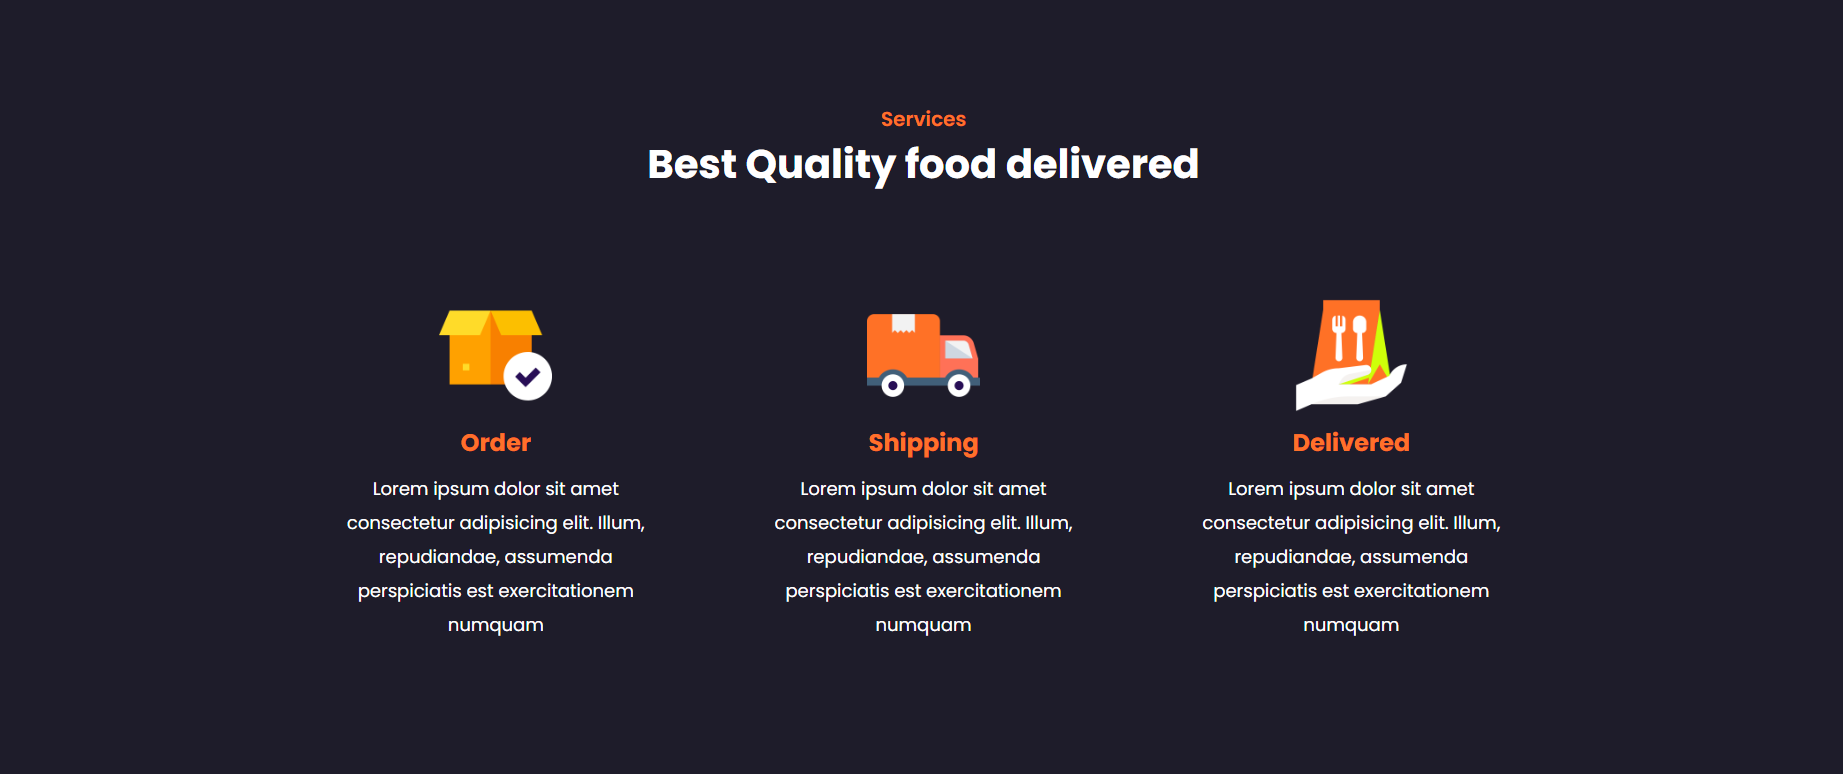 Services
Best Quality food delivered
Order
Lorem ipsum dolor sit amet
consectetur adipisicing elit. Illum,
repudiandae, assumenda
perspiciatis est exercitationem
numquam
Shipping
Lorem ipsum dolor sit amet
consectetur adipisicing elit. Illum,
repudiandae, assumenda
perspiciatis est exercitationem
numquam
Delivered
Lorem ipsum dolor sit amet
consectetur adipisicing elit. Illum,
repudiandae, assumenda
perspiciatis est exercitationem
numquam